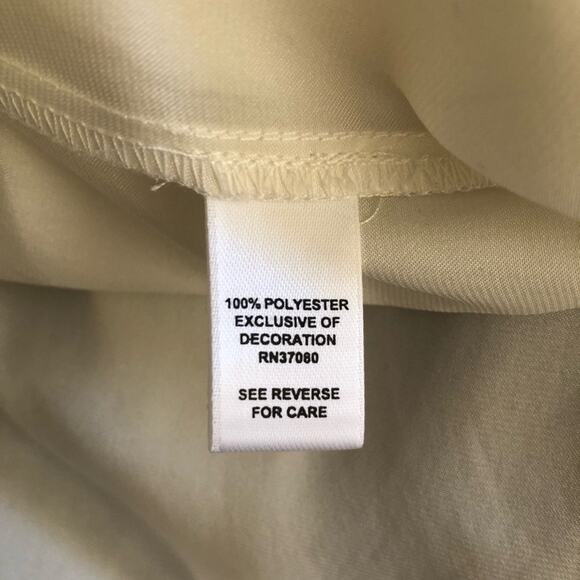 100% POLYESTER
EXCLUSIVE OF
DECORATION
RN37080
SEE REVERSE
FOR CARE